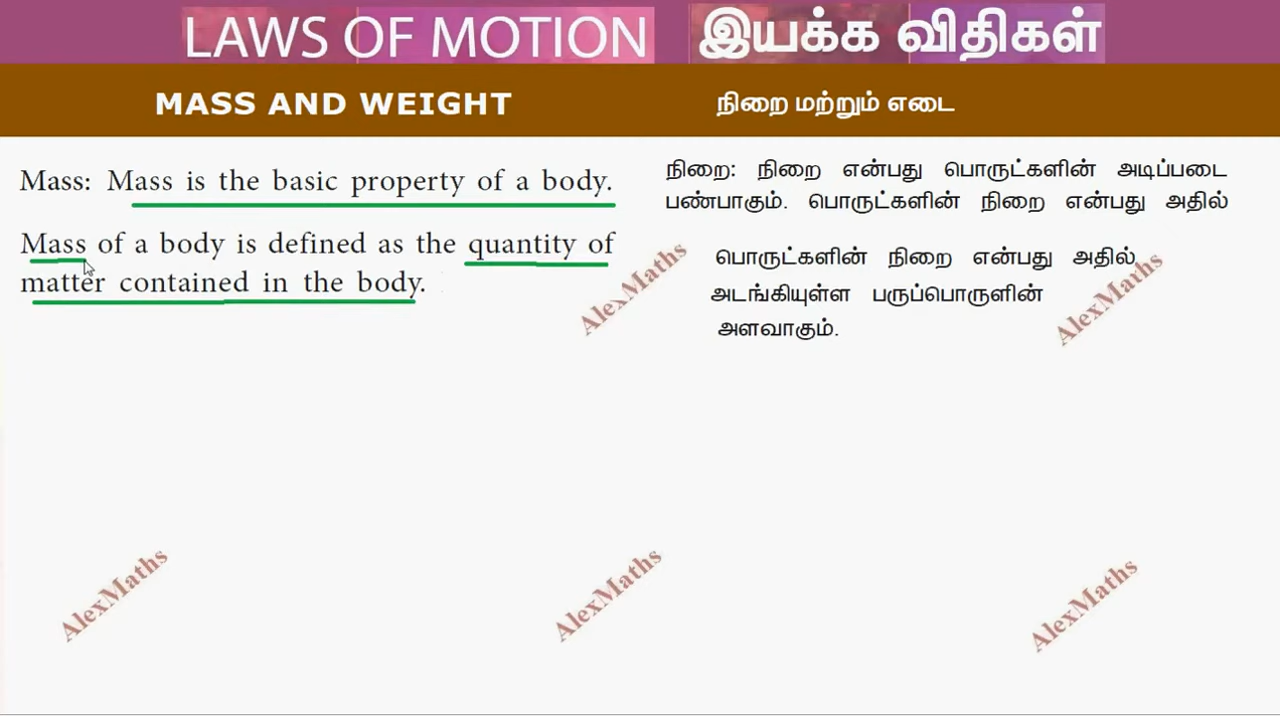 LAWS OF MOTION இயக்க விதிகள்
MASS AND WEIGHT நிறை மற்றும் எடை
Mass: Mass is the basic property of a body.
Mass of a body is defined as the quantity of
matter contained in the body.
நிறை: நிறை என்பது பொருட்களின் அடிப்படை
பண்பாகும். பொருட்களின் நிறை என்பது அதில்
பொருட்களின் நிறை என்பது அதில்
அடங்கியுள்ள பருப்பொருளின்
அளவாகும்.
AlexMaths
AlexMaths
AlexMaths
AlexMaths
AlexMaths